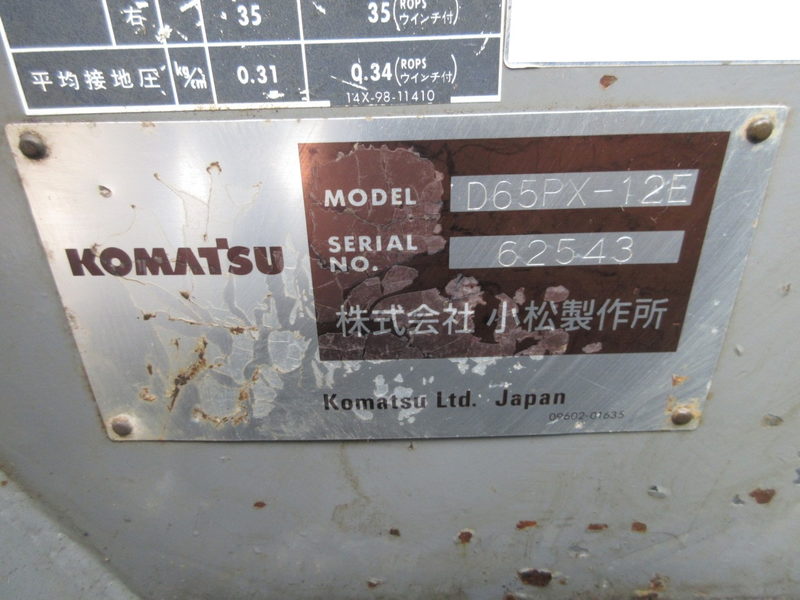 右 35 35 (ROPS ウインチ付)
平均接地圧 kg/cm 0.31 0.34 (ROPS ウインチ付)
14X-98-11410
KOMATSU
MODEL D65PX-12E
SERIAL NO. 62543
株式会社 小松製作所
Komatsu Ltd. Japan
09602-01635